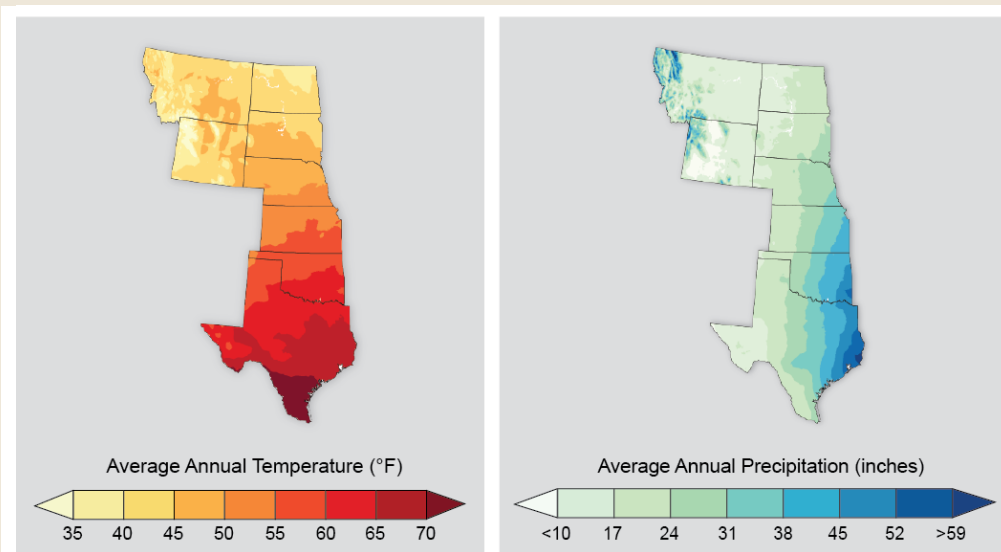 Average Annual Temperature (°F)
35 40 45 50 55 60 65 70
Average Annual Precipitation (inches)
<10 17 24 31 38 45 52 >59